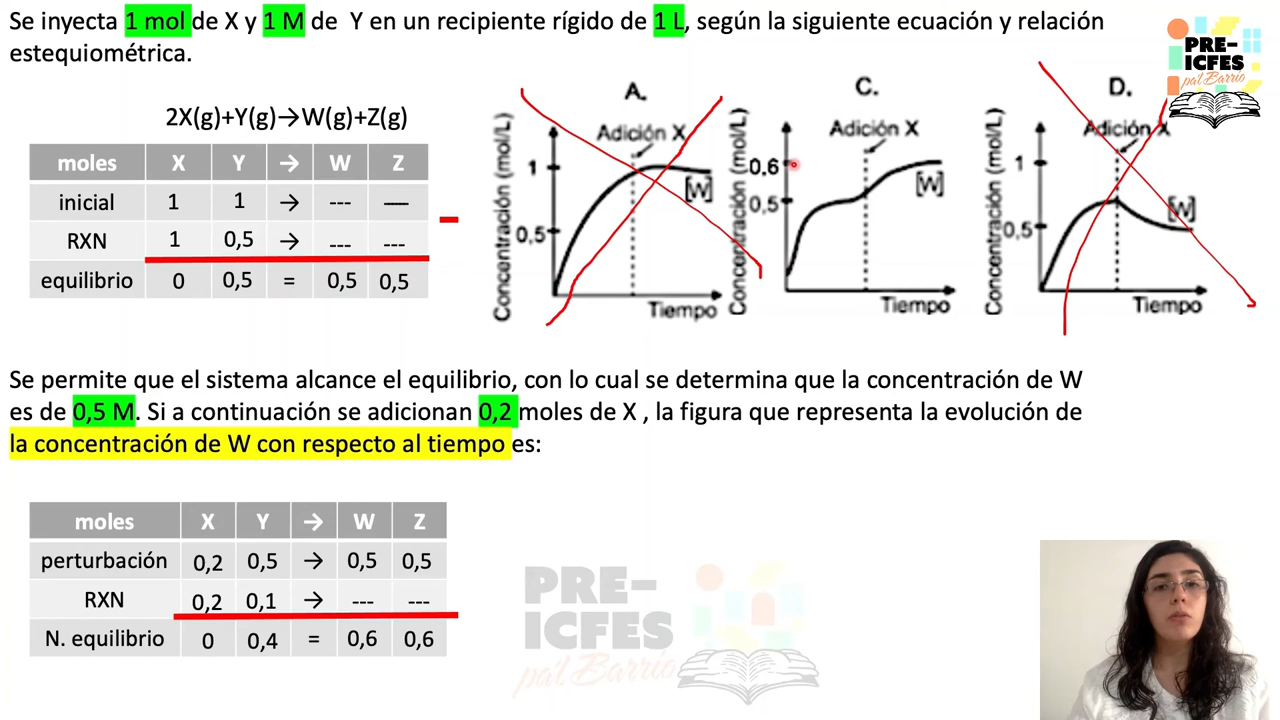 Se inyecta 1 mol de X y 1 M de Y en un recipiente rígido de 1 L, según la siguiente ecuación y relación
estequiométrica.
PRE-
ICFES
pa'l Barrio
2X(g)+Y(g)→W(g)+Z(g)
moles X Y → W Z
inicial 1 1 → --- ---
RXN 1 0,5 → --- ---
equilibrio 0 0,5 = 0,5 0,5
A.
Adición X
Concentración (mol/L)
1
0,5
[W]
Tiempo
C.
Adición X
Concentración (mol/L)
0,6
0,5
[W]
Tiempo
D.
Adición X
Concentración (mol/L)
1
0,5
[W]
Tiempo
Se permite que el sistema alcance el equilibrio, con lo cual se determina que la concentración de W
es de 0,5 M. Si a continuación se adicionan 0,2 moles de X , la figura que representa la evolución de
la concentración de W con respecto al tiempo es:
moles X Y → W Z
perturbación 0,2 0,5 → 0,5 0,5
RXN 0,2 0,1 → --- ---
N. equilibrio 0 0,4 = 0,6 0,6
PRE-
ICFES
pa'l Barrio